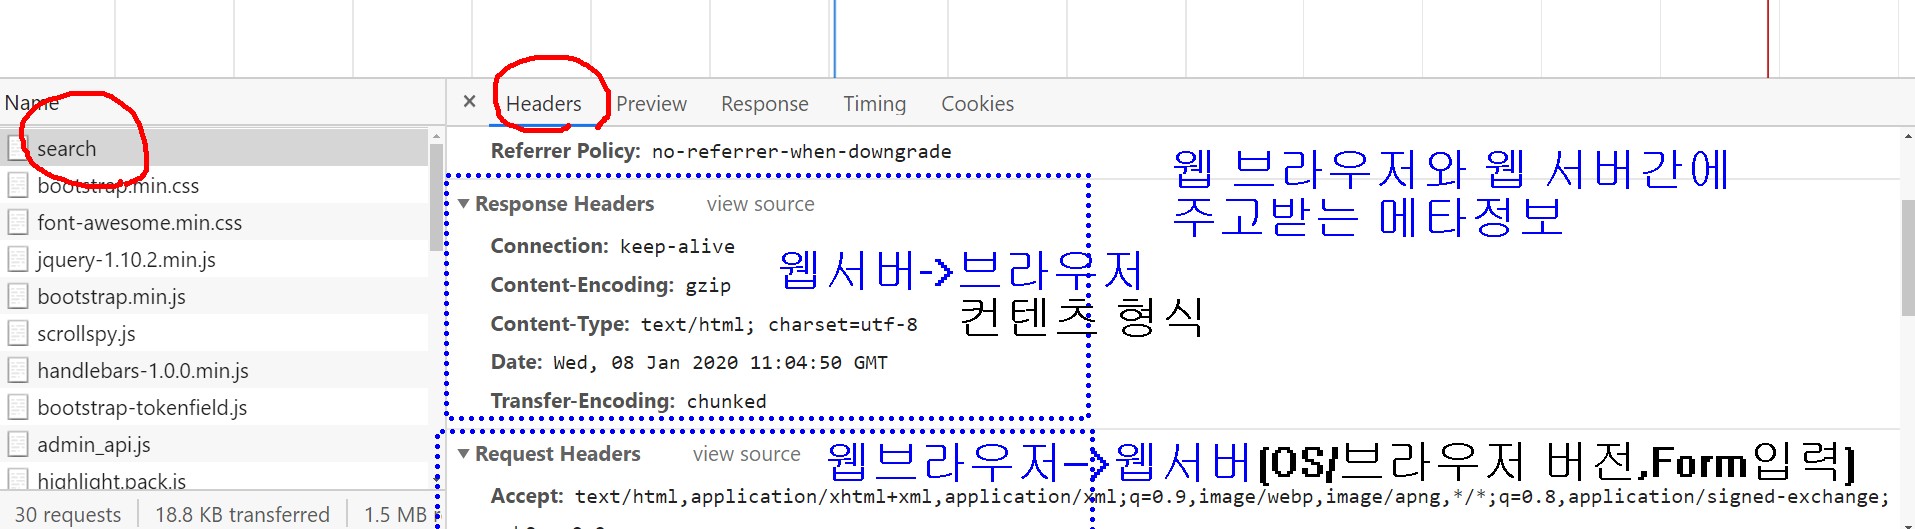 Name
search
bootstrap.min.css
font-awesome.min.css
jquery-1.10.2.min.js
bootstrap.min.js
scrollspy.js
handlebars-1.0.0.min.js
bootstrap-tokenfield.js
admin_api.js
highlight.pack.js
30 requests 18.8 KB transferred 1.5 MB
× Headers Preview Response Timing Cookies
Referrer Policy: no-referrer-when-downgrade
웹 브라우저와 웹 서버간에
주고받는 메타정보
Response Headers view source
Connection: keep-alive
웹서버->브라우저
Content-Encoding: gzip
컨텐츠 형식
Content-Type: text/html; charset=utf-8
Date: Wed, 08 Jan 2020 11:04:50 GMT
Transfer-Encoding: chunked
Request Headers view source
웹브라우저->웹서버(OS/브라우저 버전,Form입력)
Accept: text/html,application/xhtml+xml,application/xml;q=0.9,image/webp,image/apng,*/*;q=0.8,application/signed-exchange;